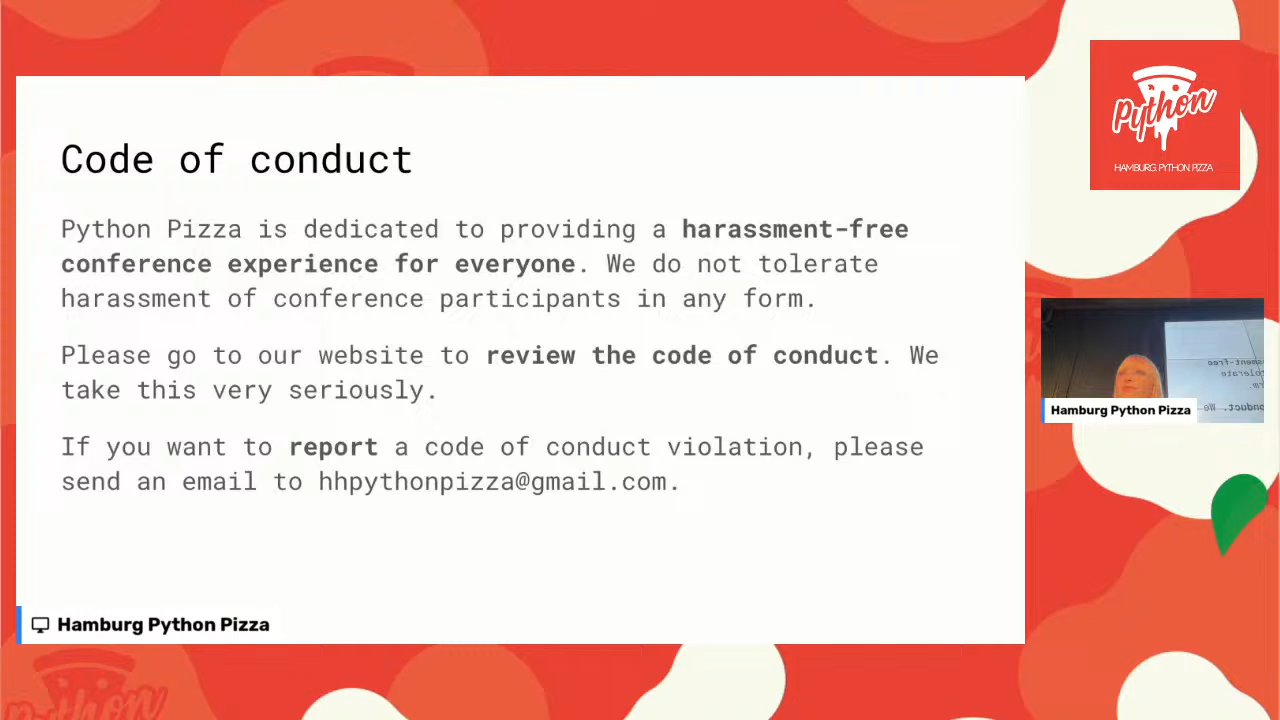 Code of conduct
Python Pizza is dedicated to providing a harassment-free
conference experience for everyone. We do not tolerate
harassment of conference participants in any form.
Please go to our website to review the code of conduct. We
take this very seriously.
If you want to report a code of conduct violation, please
send an email to hhpythonpizza@gmail.com.
Hamburg Python Pizza
Python
HAMBURG PYTHON PIZZA
Hamburg Python Pizza
Python